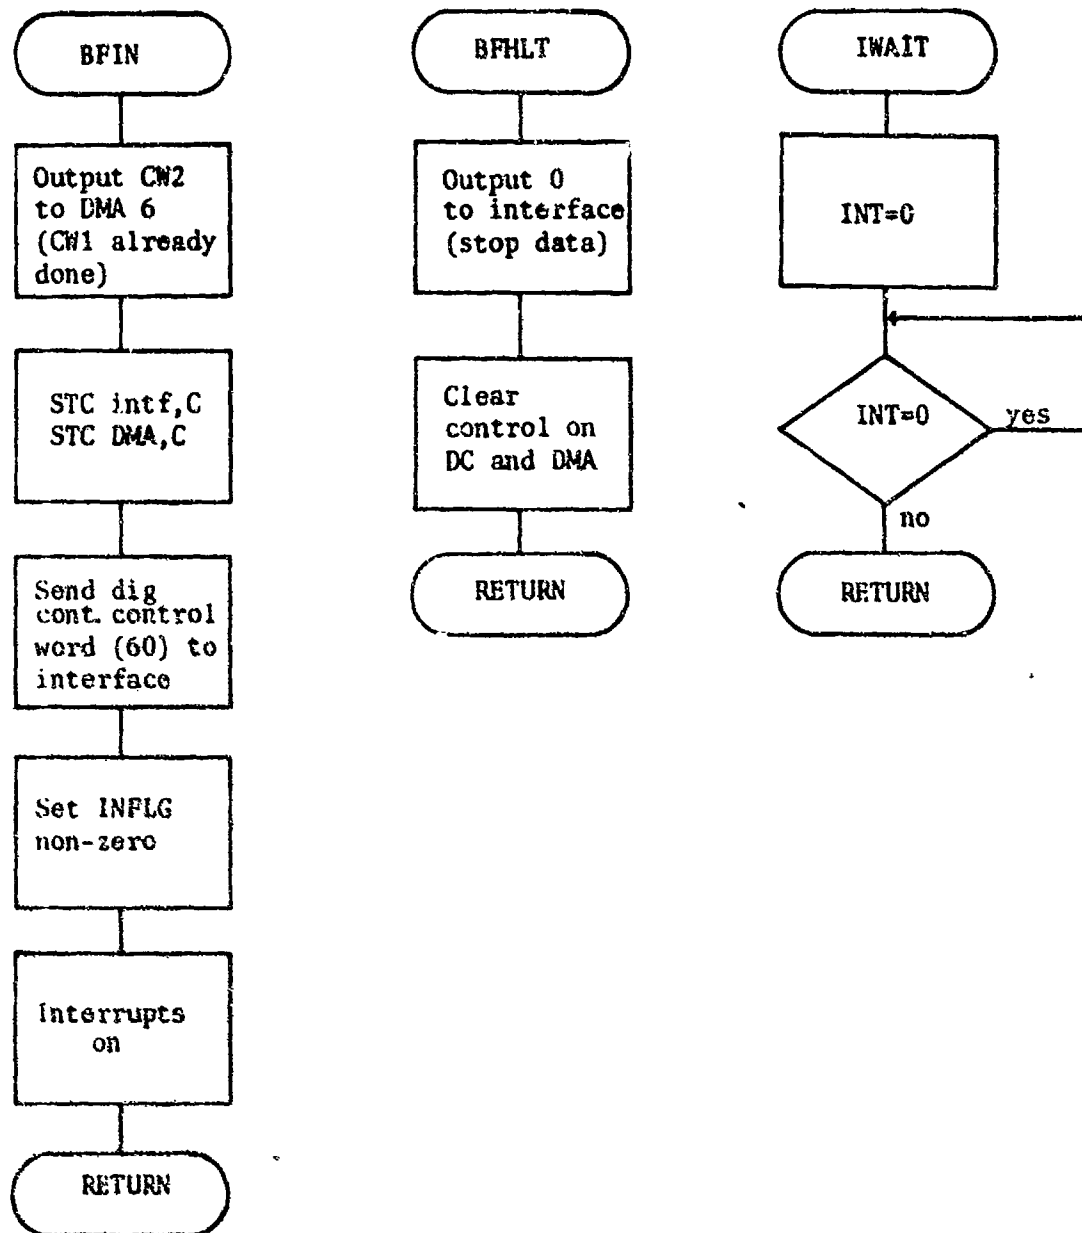 BFIN
Output CW2
to DMA 6
(CW1 already
done)
STC intf,C
STC DMA,C
Send dig
cont. control
word (60) to
interface
Set INFLG
non-zero
Interrupts
on
RETURN
BFHLT
Output 0
to interface
(stop data)
Clear
control on
DC and DMA
RETURN
IWAIT
INT=0
INT=0
yes
no
RETURN